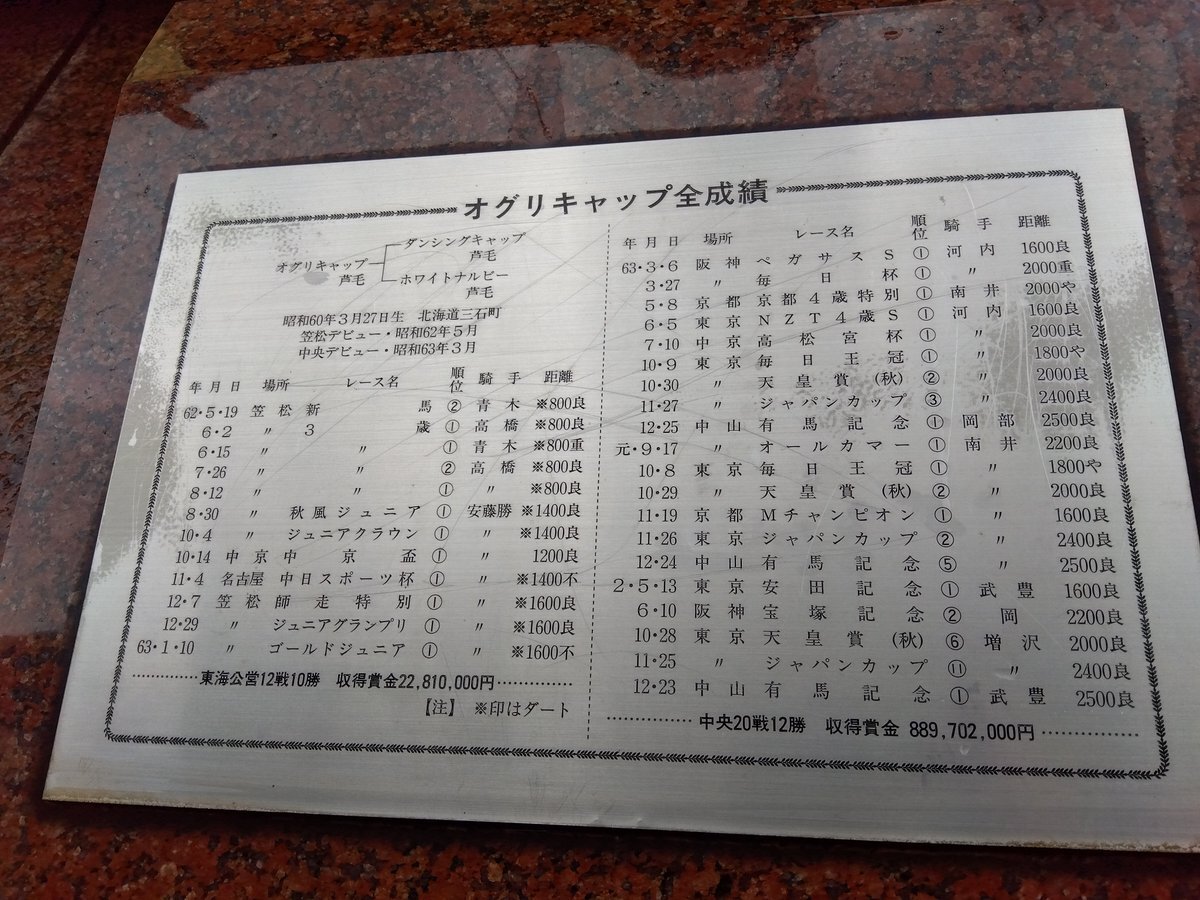 オグリキャップ全成績
ダンシングキャップ
芦毛
オグリキャップ
芦毛
ホワイトナルビー
芦毛
昭和60年3月27日生 北海道三石町
笠松デビュー・昭和62年5月
中央デビュー・昭和63年3月
年月日 場所 レース名 順位 騎手 距離
62・5・19 笠松 新馬 ② 青木 ※800良
6・2 〃 3歳 ① 高橋 ※800良
6・15 〃 〃 ① 青木 ※800重
7・26 〃 〃 ② 高橋 ※800良
8・12 〃 〃 ① 〃 ※800良
8・30 〃 秋風ジュニア ① 安藤勝 ※1400良
10・4 〃 ジュニアクラウン ① 〃 ※1400良
10・14 中京 中京盃 ① 〃 1200良
11・4 名古屋 中日スポーツ杯 ① 〃 ※1400不
12・7 笠松 師走特別 ① 〃 ※1600良
12・29 〃 ジュニアグランプリ ① 〃 ※1600良
63・1・10 〃 ゴールドジュニア ① 〃 ※1600不
東海公営12戦10勝 収得賞金22,810,000円
【注】 ※印はダート
年月日 場所 レース名 順位 騎手 距離
63・3・6 阪神 ペガサスS ① 河内 1600良
3・27 〃 毎日杯 ① 〃 2000重
5・8 京都 京都4歳特別 ① 南井 2000や
6・5 東京 NZT4歳S ① 河内 1600良
7・10 中京 高松宮杯 ① 〃 2000良
10・9 東京 毎日王冠 ① 〃 1800や
10・30 〃 天皇賞(秋) ② 〃 2000良
11・27 〃 ジャパンカップ ③ 〃 2400良
12・25 中山 有馬記念 ① 岡部 2500良
元・9・17 〃 オールカマー ① 南井 2200良
10・8 東京 毎日王冠 ① 〃 1800や
10・29 〃 天皇賞(秋) ② 〃 2000良
11・19 京都 Mチャンピオン ① 〃 1600良
11・26 東京 ジャパンカップ ② 〃 2400良
12・24 中山 有馬記念 ⑤ 〃 2500良
2・5・13 東京 安田記念 ① 武豊 1600良
6・10 阪神 宝塚記念 ② 岡 2200良
10・28 東京 天皇賞(秋) ⑥ 増沢 2000良
11・25 〃 ジャパンカップ ⑪ 〃 2400良
12・23 中山 有馬記念 ① 武豊 2500良
中央20戦12勝 収得賞金 889,702,000円